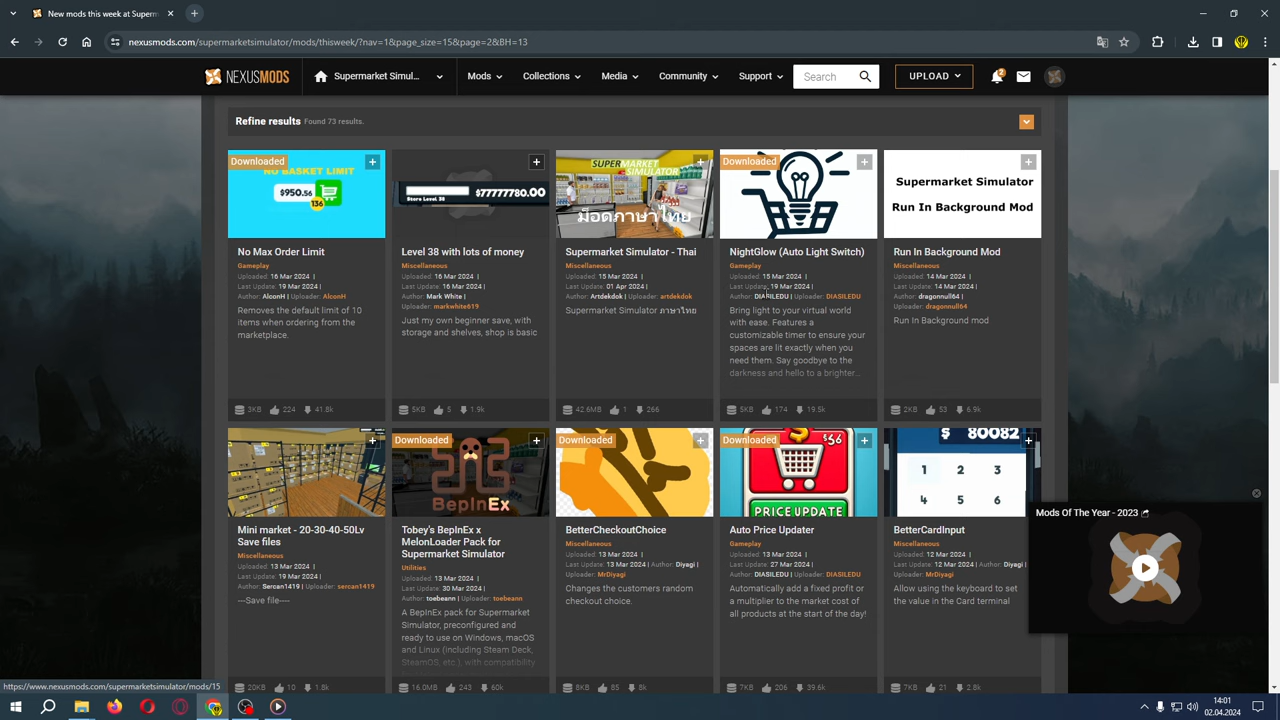 New mods this week at Superm
nexusmods.com/supermarketsimulator/mods/thisweek/?nav=1&page_size=15&page=2&BH=13
NEXUSMODS
Supermarket Simul...
Mods
Collections
Media
Community
Support
Search
UPLOAD
2
Refine results Found 73 results.
Downloaded
NO BASKET LIMIT
$950.56
136
No Max Order Limit
Gameplay
Uploaded: 16 Mar 2024 |
Last Update: 19 Mar 2024 |
Author: AlconH | Uploader: AlconH
Removes the default limit of 10
items when ordering from the
marketplace.
3KB 224 41.8k
$77777780.00
Store Level 38
Level 38 with lots of money
Miscellaneous
Uploaded: 16 Mar 2024 |
Last Update: 16 Mar 2024 |
Author: Mark White |
Uploader: markwhite619
Just my own beginner save, with
storage and shelves, shop is basic
5KB 5 1.9k
SUPERMARKET
SIMULATOR
ม็อดภาษาไทย
Supermarket Simulator - Thai
Miscellaneous
Uploaded: 15 Mar 2024 |
Last Update: 01 Apr 2024 |
Author: Artdekdok | Uploader: artdekdok
Supermarket Simulator ภาษาไทย
42.6MB 1 266
Downloaded
NightGlow (Auto Light Switch)
Gameplay
Uploaded: 15 Mar 2024 |
Last Update: 19 Mar 2024 |
Author: DIASILEDU | Uploader: DIASILEDU
Bring light to your virtual world
with ease. Features a
customizable timer to ensure your
spaces are lit exactly when you
need them. Say goodbye to the
darkness and hello to a brighter...
5KB 174 19.5k
Supermarket Simulator
Run In Background Mod
Run In Background Mod
Miscellaneous
Uploaded: 14 Mar 2024 |
Last Update: 14 Mar 2024 |
Author: dragonnull64 |
Uploader: dragonnull64
Run In Background mod
2KB 53 6.9k
Mini market - 20-30-40-50Lv
Save files
Miscellaneous
Uploaded: 13 Mar 2024 |
Last Update: 19 Mar 2024 |
Author: Sercan1419 | Uploader: sercan1419
---Save file----
20KB 10 1.8k
Downloaded
BepInEx
Tobey's BepInEx x
MelonLoader Pack for
Supermarket Simulator
Utilities
Uploaded: 13 Mar 2024 |
Last Update: 30 Mar 2024 |
Author: toebeann | Uploader: toebeann
A BepInEx pack for Supermarket
Simulator, preconfigured and
ready to use on Windows, macOS
and Linux (including Steam Deck,
SteamOS, etc.), with compatibility
16.0MB 243 60k
Downloaded
BetterCheckoutChoice
Miscellaneous
Uploaded: 13 Mar 2024 |
Last Update: 13 Mar 2024 | Author: Diyagi |
Uploader: MrDiyagi
Changes the customers random
checkout choice.
8KB 85 8k
Downloaded
$66
PRICE UPDATE
Auto Price Updater
Gameplay
Uploaded: 13 Mar 2024 |
Last Update: 27 Mar 2024 |
Author: DIASILEDU | Uploader: DIASILEDU
Automatically add a fixed profit or
a multiplier to the market cost of
all products at the start of the day!
7KB 206 39.6k
$ 80082
1 2 3
4 5 6
BetterCardInput
Miscellaneous
Uploaded: 12 Mar 2024 |
Last Update: 12 Mar 2024 | Author: Diyagi |
Uploader: MrDiyagi
Allow using the keyboard to set
the value in the Card terminal
7KB 21 2.8k
Mods Of The Year - 2023
https://www.nexusmods.com/supermarketsimulator/mods/15
14:01
02.04.2024